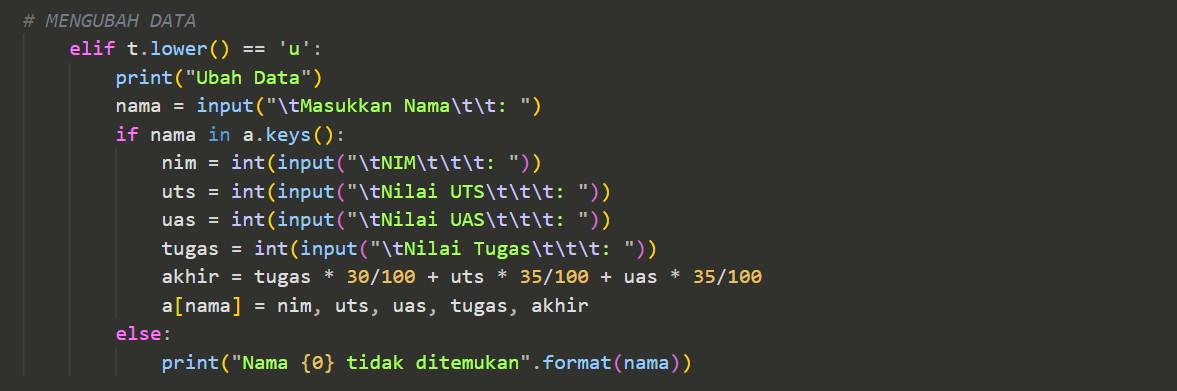 # MENGUBAH DATA
elif t.lower() == 'u':
print("Ubah Data")
nama = input("\tMasukkan Nama\t\t: ")
if nama in a.keys():
nim = int(input("\tNIM\t\t\t: "))
uts = int(input("\tNilai UTS\t\t\t: "))
uas = int(input("\tNilai UAS\t\t\t: "))
tugas = int(input("\tNilai Tugas\t\t\t: "))
akhir = tugas * 30/100 + uts * 35/100 + uas * 35/100
a[nama] = nim, uts, uas, tugas, akhir
else:
print("Nama {0} tidak ditemukan".format(nama))